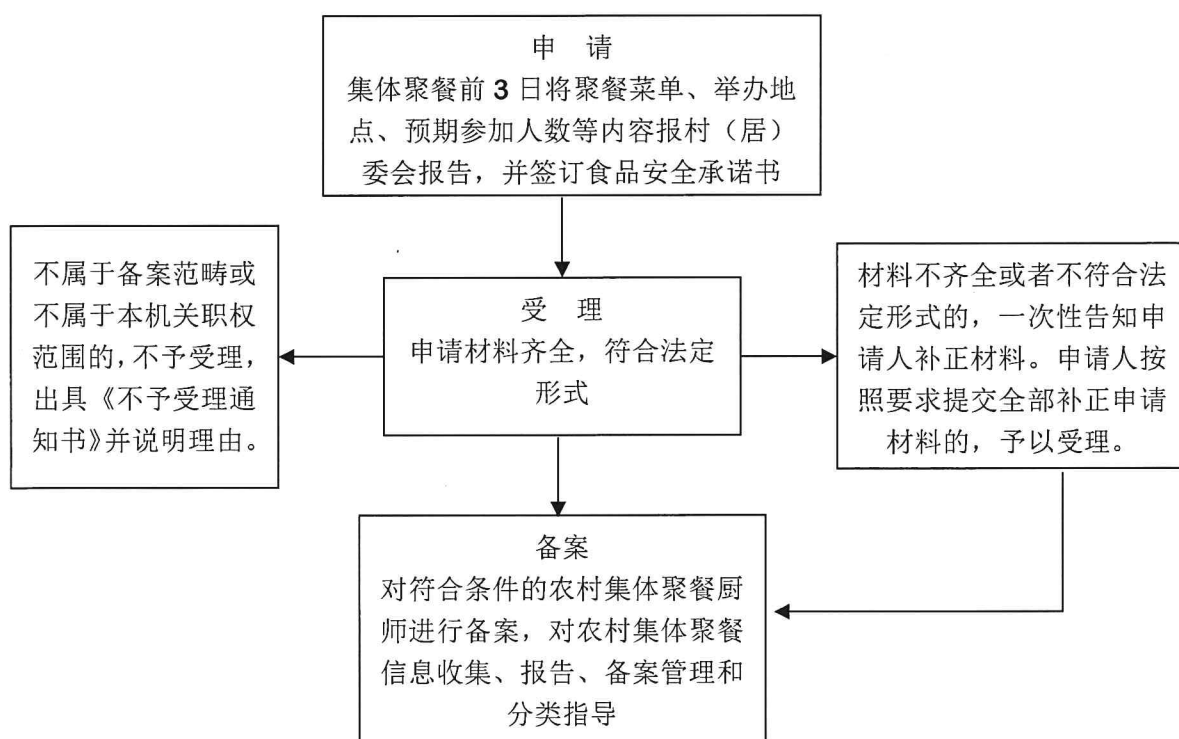 申 请
集体聚餐前 3 日将聚餐菜单、举办地
点、预期参加人数等内容报村（居）
委会报告，并签订食品安全承诺书
不属于备案范畴或
不属于本机关职权
范围的，不予受理，
出具《不予受理通
知书》并说明理由。
受 理
申请材料齐全，符合法定
形式
材料不齐全或者不符合法
定形式的，一次性告知申
请人补正材料。申请人按
照要求提交全部补正申请
材料的，予以受理。
备案
对符合条件的农村集体聚餐厨
师进行备案，对农村集体聚餐
信息收集、报告、备案管理和
分类指导